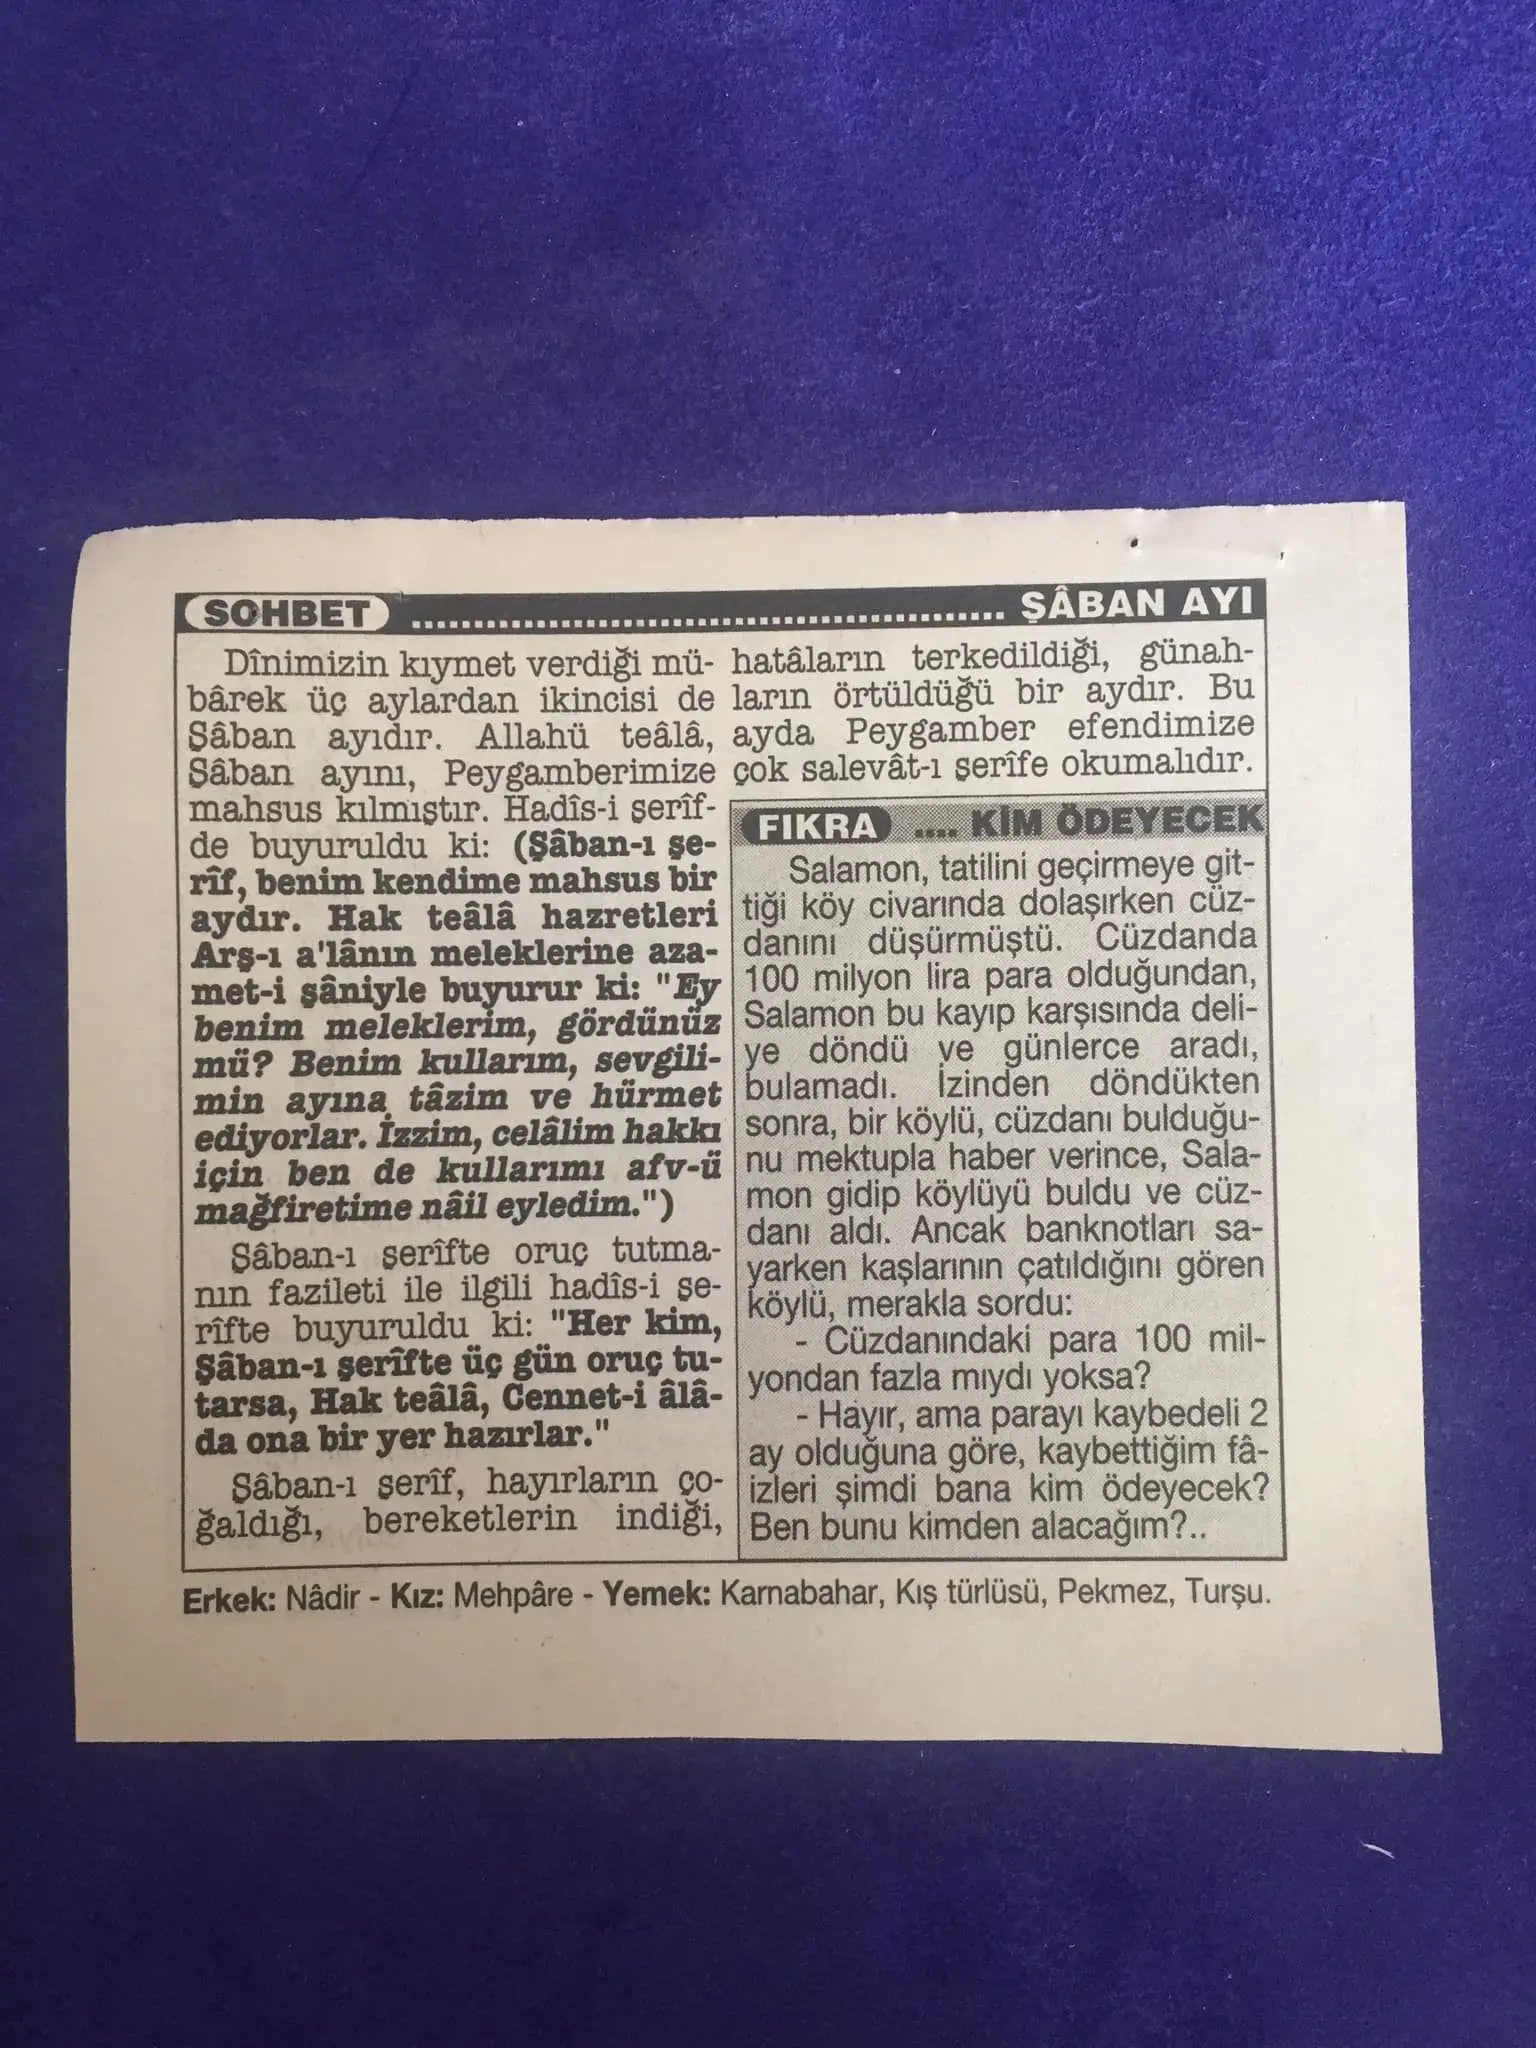 SOHBET ........................................ ŞÂBAN AYI
Dînimizin kıymet verdiği mü-
bârek üç aylardan ikincisi de
Şâban ayıdır. Allahü teâlâ,
Şâban ayını, Peygamberimize
mahsus kılmıştır. Hadîs-i şerîf-
de buyuruldu ki: (Şâban-ı şe-
rîf, benim kendime mahsus bir
aydır. Hak teâlâ hazretleri
Arş-ı a'lânın meleklerine aza-
met-i şâniyle buyurur ki: "Ey
benim meleklerim, gördünüz
mü? Benim kullarım, sevgili-
min ayına tâzim ve hürmet
ediyorlar. İzzim, celâlim hakkı
için ben de kullarımı afv-ü
mağfiretime nâil eyledim.")
Şâban-ı şerîfte oruç tutma-
nın fazileti ile ilgili hadîs-i şe-
rîfte buyuruldu ki: "Her kim,
Şâban-ı şerîfte üç gün oruç tu-
tarsa, Hak teâlâ, Cennet-i âlâ-
da ona bir yer hazırlar."
Şâban-ı şerîf, hayırların ço-
ğaldığı, bereketlerin indiği,
hatâların terkedildiği, günah-
ların örtüldüğü bir aydır. Bu
ayda Peygamber efendimize
çok salevât-ı şerîfe okumalıdır.
FIKRA .... KİM ÖDEYECEK
Salamon, tatilini geçirmeye git-
tiği köy civarında dolaşırken cüz-
danını düşürmüştü. Cüzdanda
100 milyon lira para olduğundan,
Salamon bu kayıp karşısında deli-
ye döndü ve günlerce aradı,
bulamadı. İzinden döndükten
sonra, bir köylü, cüzdanı bulduğu-
nu mektupla haber verince, Sala-
mon gidip köylüyü buldu ve cüz-
danı aldı. Ancak banknotları sa-
yarken kaşlarının çatıldığını gören
köylü, merakla sordu:
- Cüzdanındaki para 100 mil-
yondan fazla mıydı yoksa?
- Hayır, ama parayı kaybedeli 2
ay olduğuna göre, kaybettiğim fâ-
izleri şimdi bana kim ödeyecek?
Ben bunu kimden alacağım?..
Erkek: Nâdir - Kız: Mehpâre - Yemek: Karnabahar, Kış türlüsü, Pekmez, Turşu.